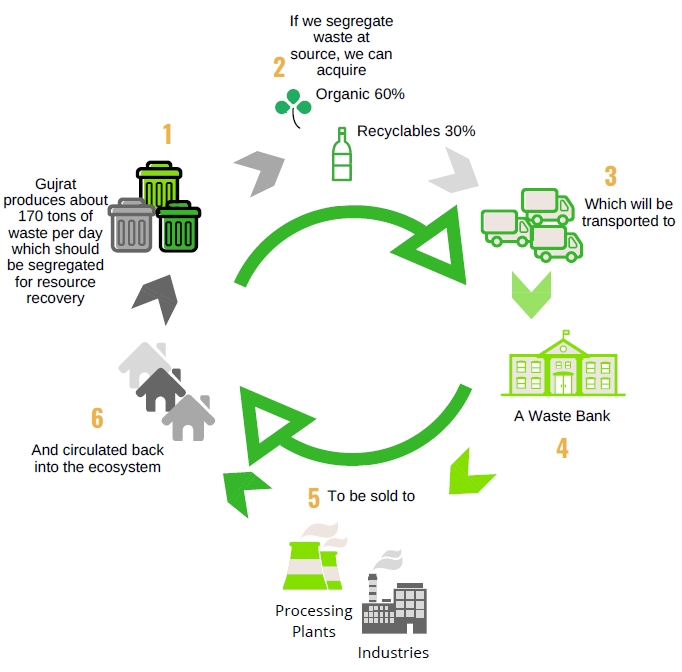 1
Gujrat
produces about
170 tons of
waste per day
which should
be segregated
for resource
recovery
2
If we segregate
waste at
source, we can
acquire
Organic 60%
Recyclables 30%
3
Which will be
transported to
A Waste Bank
4
5
To be sold to
Processing
Plants
Industries
6
And circulated back
into the ecosystem